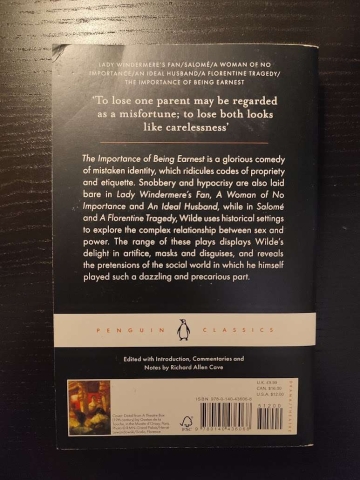 LADY WINDERMERE'S FAN/SALOMÉ/A WOMAN OF NO
IMPORTANCE/AN IDEAL HUSBAND/A FLORENTINE TRAGEDY/
THE IMPORTANCE OF BEING EARNEST
'To lose one parent may be regarded
as a misfortune; to lose both looks
like carelessness'
The Importance of Being Earnest is a glorious comedy
of mistaken identity, which ridicules codes of propriety
and etiquette. Snobbery and hypocrisy are also laid
bare in Lady Windermere's Fan, A Woman of No
Importance and An Ideal Husband, while in Salomé
and A Florentine Tragedy, Wilde uses historical settings
to explore the complex relationship between sex and
power. The range of these plays displays Wilde's
delight in artifice, masks and disguises, and reveals
the pretensions of the social world in which he himself
played such a dazzling and precarious part.
PENGUIN CLASSICS
Edited with Introduction, Commentaries and
Notes by Richard Allen Cave
ISBN
FSC